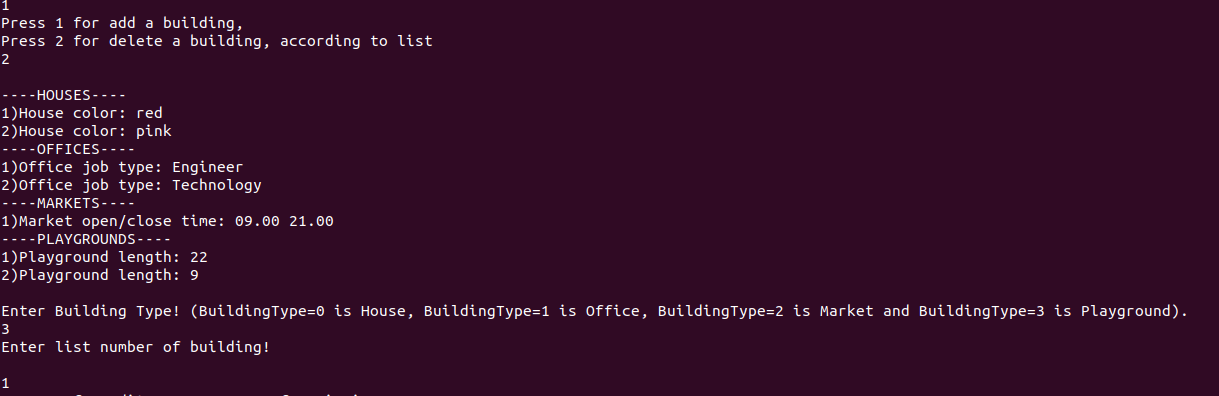 1
Press 1 for add a building,
Press 2 for delete a building, according to list
2
----HOUSES----
1)House color: red
2)House color: pink
----OFFICES----
1)Office job type: Engineer
2)Office job type: Technology
----MARKETS----
1)Market open/close time: 09.00 21.00
----PLAYGROUNDS----
1)Playground length: 22
2)Playground length: 9
Enter Building Type! (BuildingType=0 is House, BuildingType=1 is Office, BuildingType=2 is Market and BuildingType=3 is Playground).
3
Enter list number of building!
1